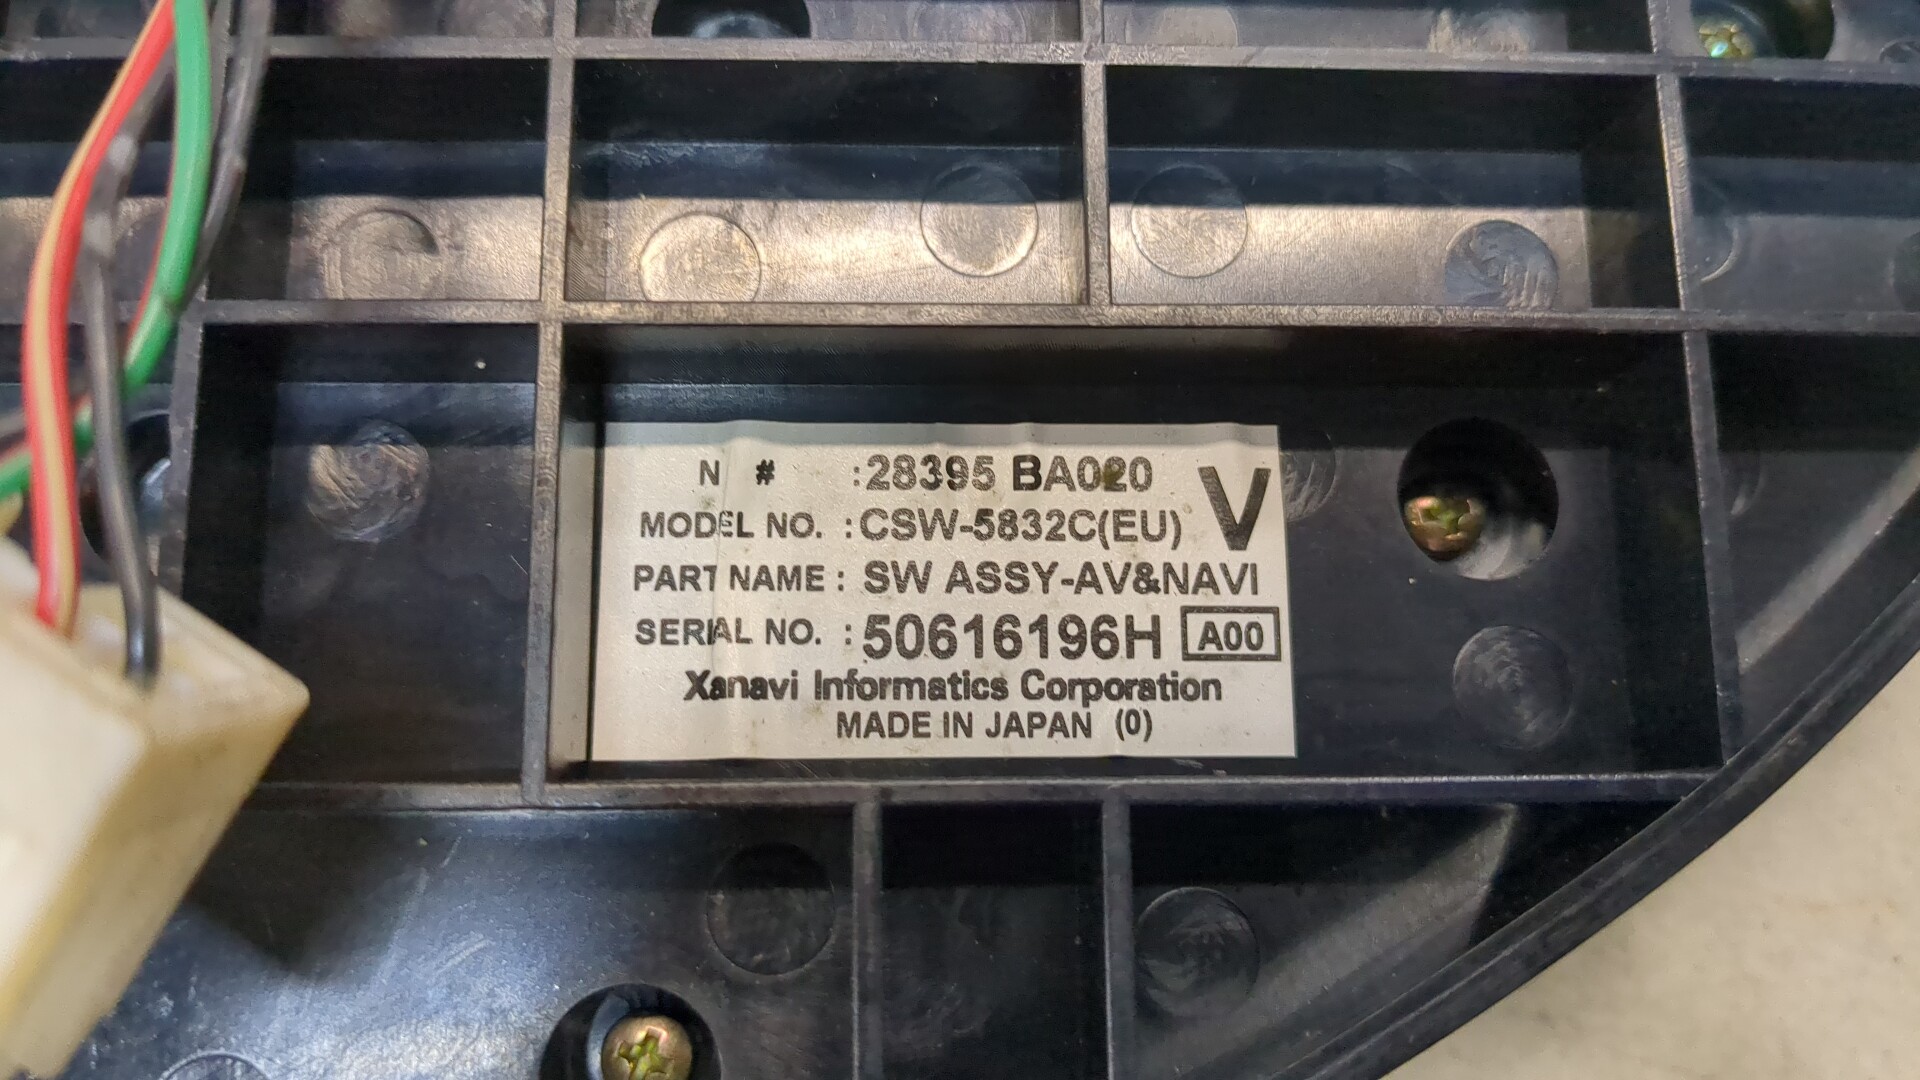 N # :28395 BA020
MODEL NO. :CSW-5832C(EU) V
PART NAME : SW ASSY-AV&NAVI
SERIAL NO. :50616196H A00
Xanavi Informatics Corporation
MADE IN JAPAN (0)